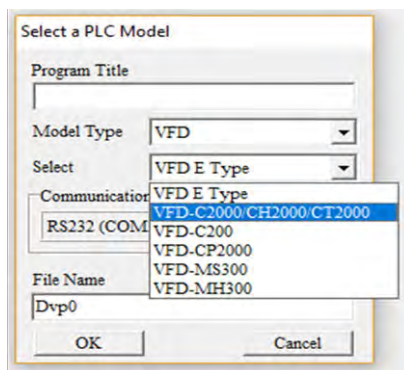 Select a PLC Model
Program Title
Model Type VFD
Select VFD E Type
Communication
VFD E Type
VFD-C2000/CH2000/CT2000
RS232 (COM
VFD-C200
VFD-CP2000
VFD-MS300
VFD-MH300
File Name
Dvp0
OK Cancel